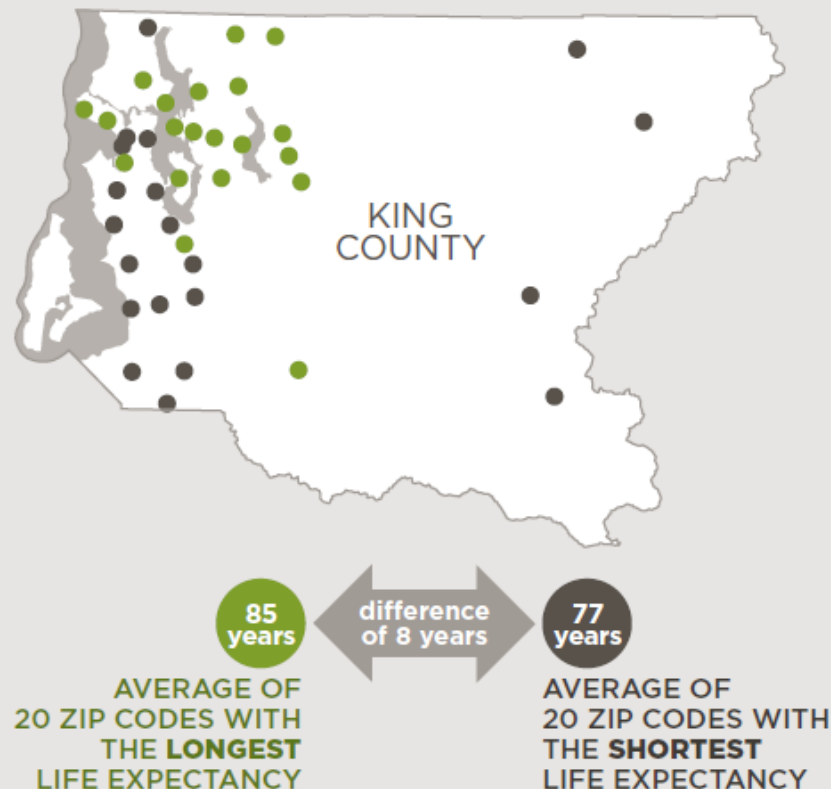 KING
COUNTY
85
years
difference
of 8 years
77
years
AVERAGE OF
20 ZIP CODES WITH
THE LONGEST
LIFE EXPECTANCY
AVERAGE OF
20 ZIP CODES WITH
THE SHORTEST
LIFE EXPECTANCY